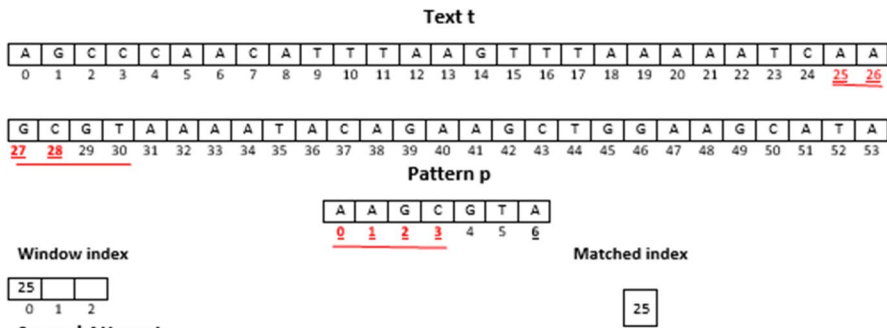 Text t
A G C C C A A C A T T T A A G T T T A A A A A T C A A
0 1 2 3 4 5 6 7 8 9 10 11 12 13 14 15 16 17 18 19 20 21 22 23 24 25 26
G C G T A A A A T A C A G A A G C T G G A A G C A T A
27 28 29 30 31 32 33 34 35 36 37 38 39 40 41 42 43 44 45 46 47 48 49 50 51 52 53
Pattern p
A A G C G T A
0 1 2 3 4 5 6
Window index
Matched index
25
25
0 1 2